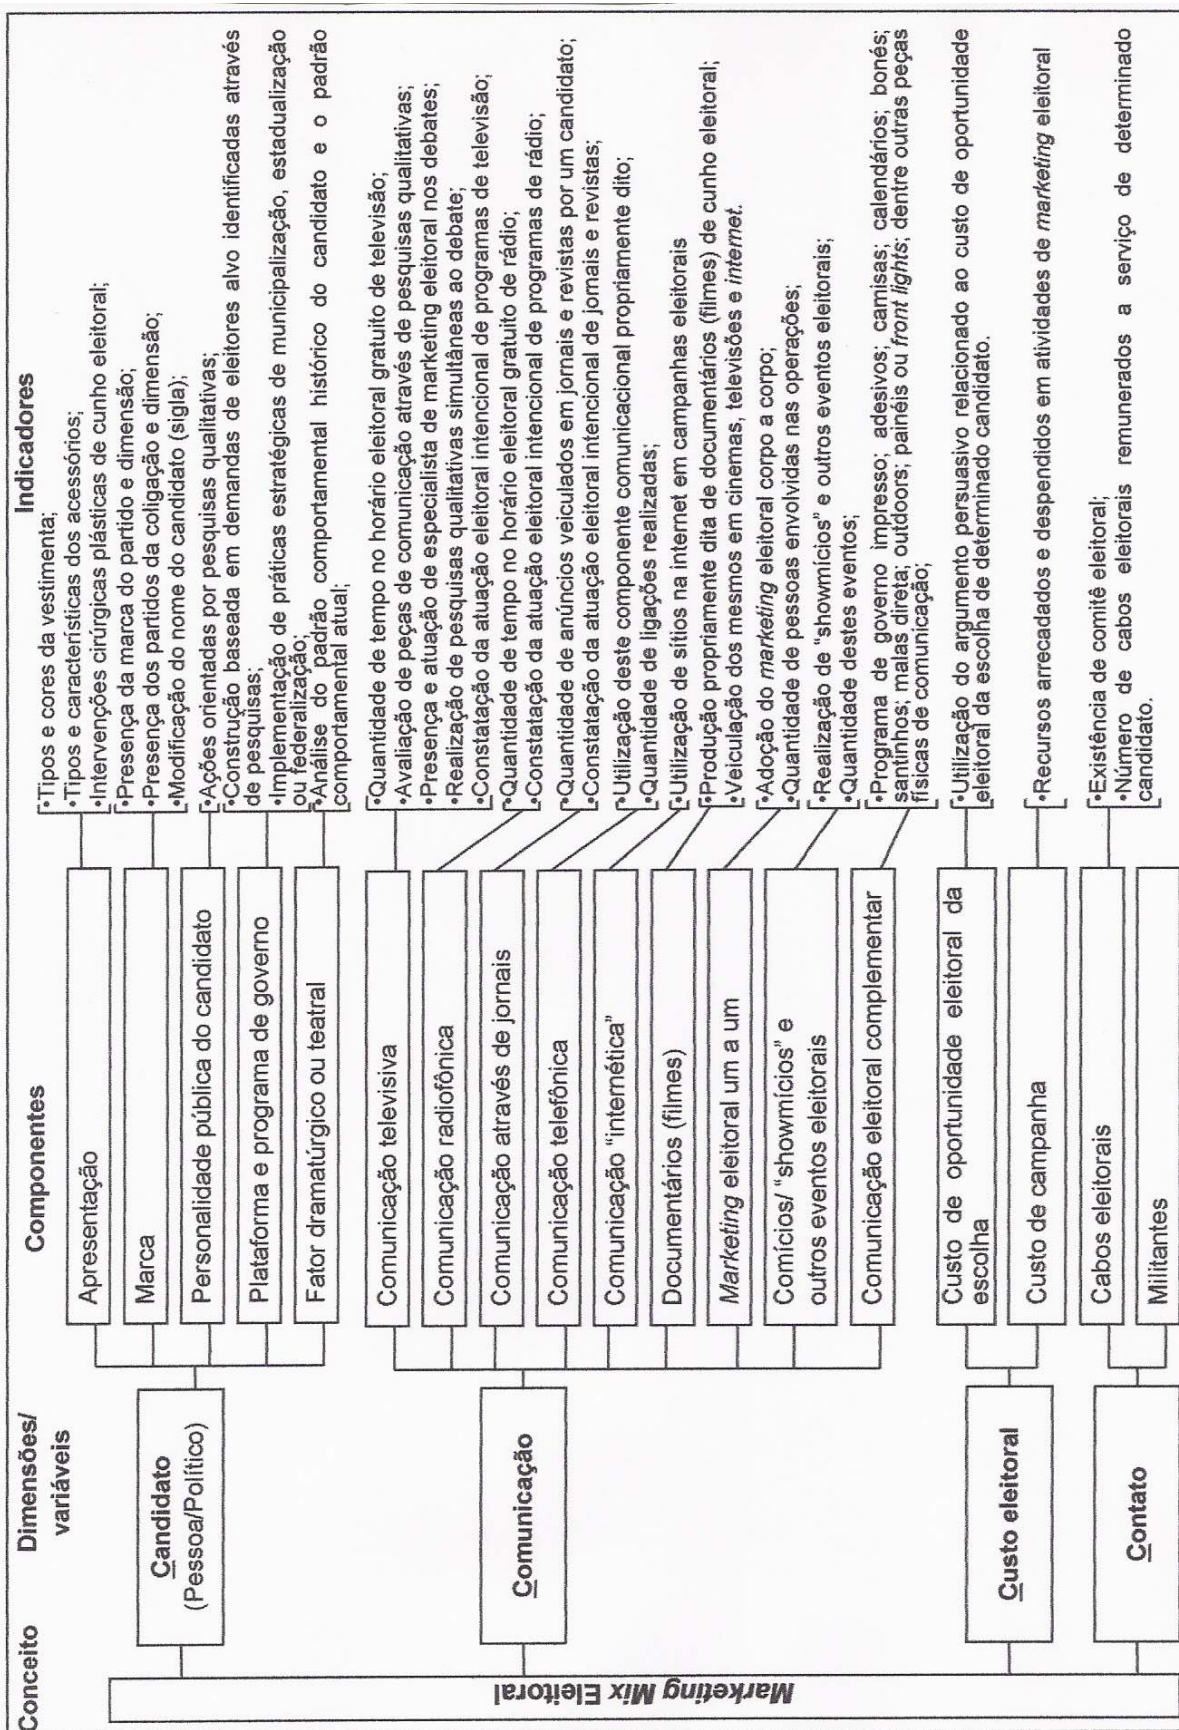 Conceito
Dimensões/
variáveis
Componentes
Indicadores
Marketing Mix Eleitoral
Candidato
(Pessoa/Político)
Apresentação
•Tipos e cores da vestimenta;
•Tipos e características dos acessórios;
•Intervenções cirúrgicas plásticas de cunho eleitoral;
Marca
•Presença da marca do partido e dimensão;
•Presença dos partidos da coligação e dimensão;
•Modificação do nome do candidato (sigla);
Personalidade pública do candidato
•Ações orientadas por pesquisas qualitativas;
•Construção baseada em demandas de eleitores alvo identificadas através
de pesquisas;
Plataforma e programa de governo
•Implementação de práticas estratégicas de municipalização, estadualização
ou federalização;
Fator dramatúrgico ou teatral
•Análise do padrão comportamental histórico do candidato e o padrão
comportamental atual;
Comunicação
Comunicação televisiva
•Quantidade de tempo no horário eleitoral gratuito de televisão;
•Avaliação de peças de comunicação através de pesquisas qualitativas;
•Presença e atuação de especialista de marketing eleitoral nos debates;
•Realização de pesquisas qualitativas simultâneas ao debate;
•Constatação da atuação eleitoral intencional de programas de televisão;
Comunicação radiofônica
•Quantidade de tempo no horário eleitoral gratuito de rádio;
•Constatação da atuação eleitoral intencional de programas de rádio;
Comunicação através de jornais
•Quantidade de anúncios veiculados em jornais e revistas por um candidato;
•Constatação da atuação eleitoral intencional de jornais e revistas;
Comunicação telefônica
•Utilização deste componente comunicacional propriamente dito;
•Quantidade de ligações realizadas;
Comunicação “internética”
•Utilização de sítios na internet em campanhas eleitorais
Documentários (filmes)
•Produção propriamente dita de documentários (filmes) de cunho eleitoral;
•Veiculação dos mesmos em cinemas, televisões e internet.
Marketing eleitoral um a um
•Adoção do marketing eleitoral corpo a corpo;
•Quantidade de pessoas envolvidas nas operações;
Comícios/ “showmícios” e
outros eventos eleitorais
•Realização de “showmícios” e outros eventos eleitorais;
•Quantidade destes eventos;
Comunicação eleitoral complementar
•Programa de governo impresso; adesivos; camisas; calendários; bonés;
santinhos; malas direta; outdoors; painéis ou front lights; dentre outras peças
físicas de comunicação;
Custo eleitoral
Custo de oportunidade eleitoral da
escolha
•Utilização do argumento persuasivo relacionado ao custo de oportunidade
eleitoral da escolha de determinado candidato.
Custo de campanha
•Recursos arrecadados e despendidos em atividades de marketing eleitoral
Contato
Cabos eleitorais
Militantes
•Existência de comitê eleitoral;
•Número de cabos eleitorais remunerados a serviço de determinado
candidato.